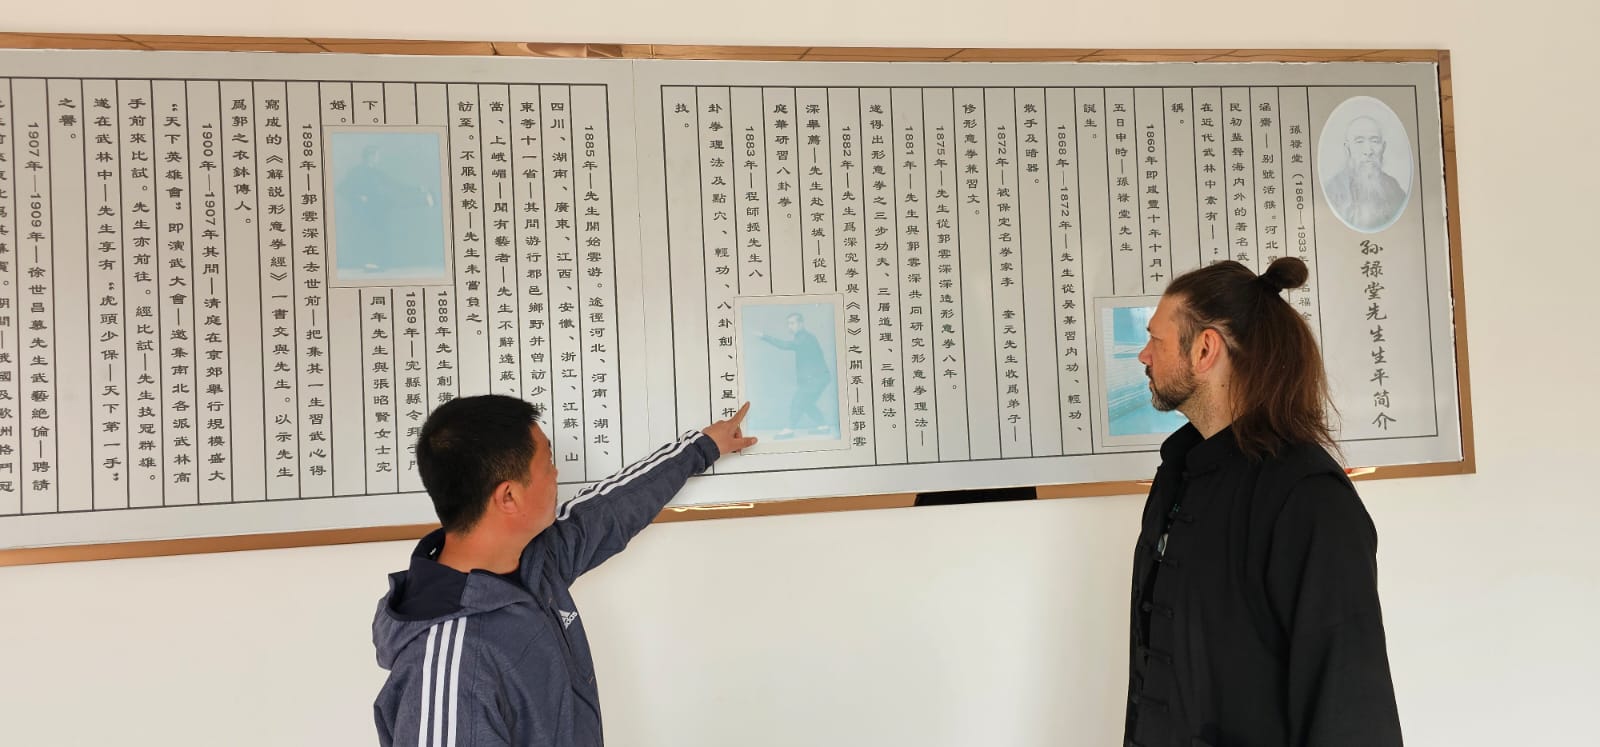 孙祿堂先生生平简介
孫祿堂（1860—1933年 名福全
涵齋—别號活猴。河北
民初蜚聲海内外的著名武
在近代武林中素有—“
稱。
1860年即咸豐十年十月十
五日申時—孫祿堂先生
誕生。
1868年—1872年—先生從吴某習内功、輕功、
散手及暗器。
1872年—被保定名拳家李 奎元先生收爲弟子—
修形意拳兼習文。
1875年—先生從郭雲深深造形意拳八年。
1881年—先生與郭雲深共同研究形意拳理法—
遂得出形意拳之三步功夫、三層道理、三種練法。
1882年—先生爲深究拳與《易》之關系—經郭雲
深舉薦—先生赴京城—從程
庭華研習八卦拳。
1883年—程師授先生八
卦拳理法及點穴、輕功、八卦劍、七星杆
技。
1885年—先生開始雲游。途徑河北、河南、湖北、
四川、湖南、廣東、江西、安徽、浙江、江蘇、山
東等十一省—其間游行郡邑鄉野并曾訪少林、
當、上峨嵋—聞有藝者—先生不辭遠蔽、
訪至。不服與較—先生未嘗負之。
1888年先生創蒲
1889年—完縣縣令拜于門
下。 同年先生與張昭賢女士完
婚。
1898年—郭雲深在去世前—把集其一生習武心得
寫成的《解説形意拳經》一書交與先生。以示先生
爲郭之衣鉢傳人。
1900年—1907年其間—清庭在京郊舉行規模盛大
“天下英雄會”即演武大會—邀集南北各派武林高
手前來比試。先生亦前往。經比試—先生技冠群雄。
遂在武林中—先生享有“虎頭少保—天下第一手”
之譽。
1907年—1909年—徐世昌慕先生武藝絶倫—聘請
adidas